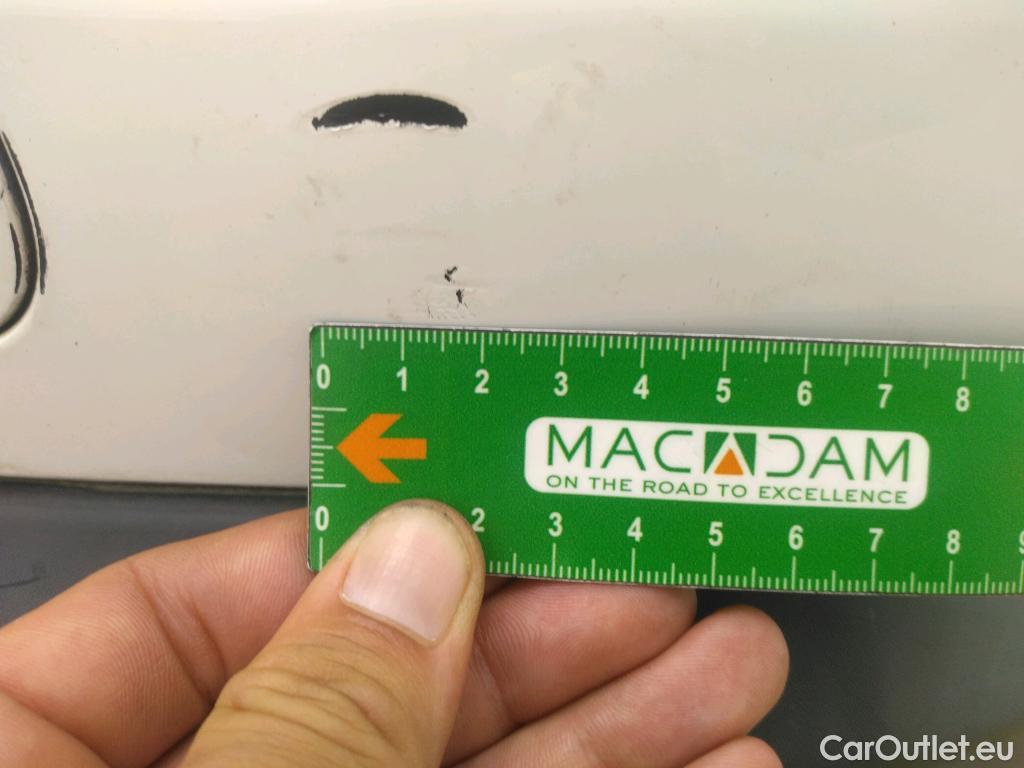 0 1 2 3 4 5 6 7 8
MACADAM
ON THE ROAD TO EXCELLENCE
0 2 3 4 5 6 7 8 9
CarOutlet.eu